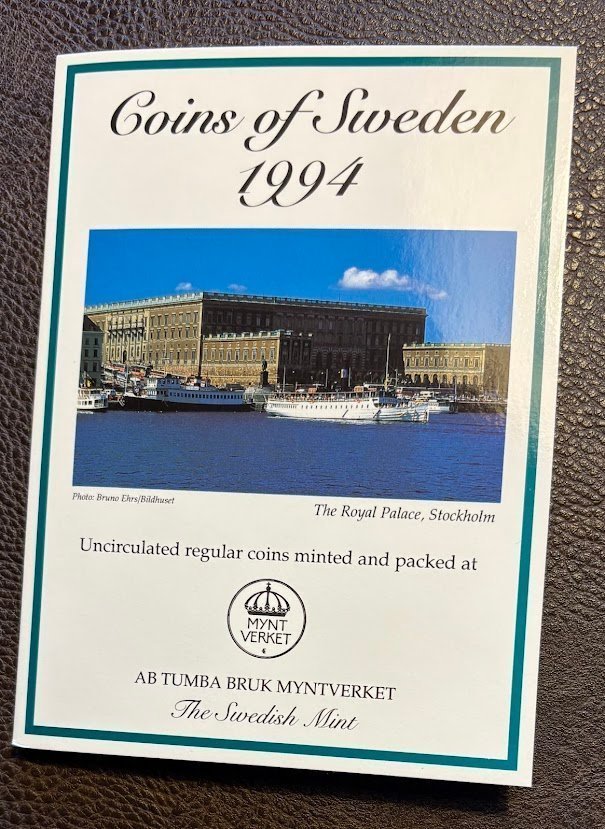 Coins of Sweden
1994
Photo: Bruno Ehrs/Bildhuset
The Royal Palace, Stockholm
Uncirculated regular coins minted and packed at
MYNT
VERKET
AB TUMBA BRUK MYNTVERKET
The Swedish Mint